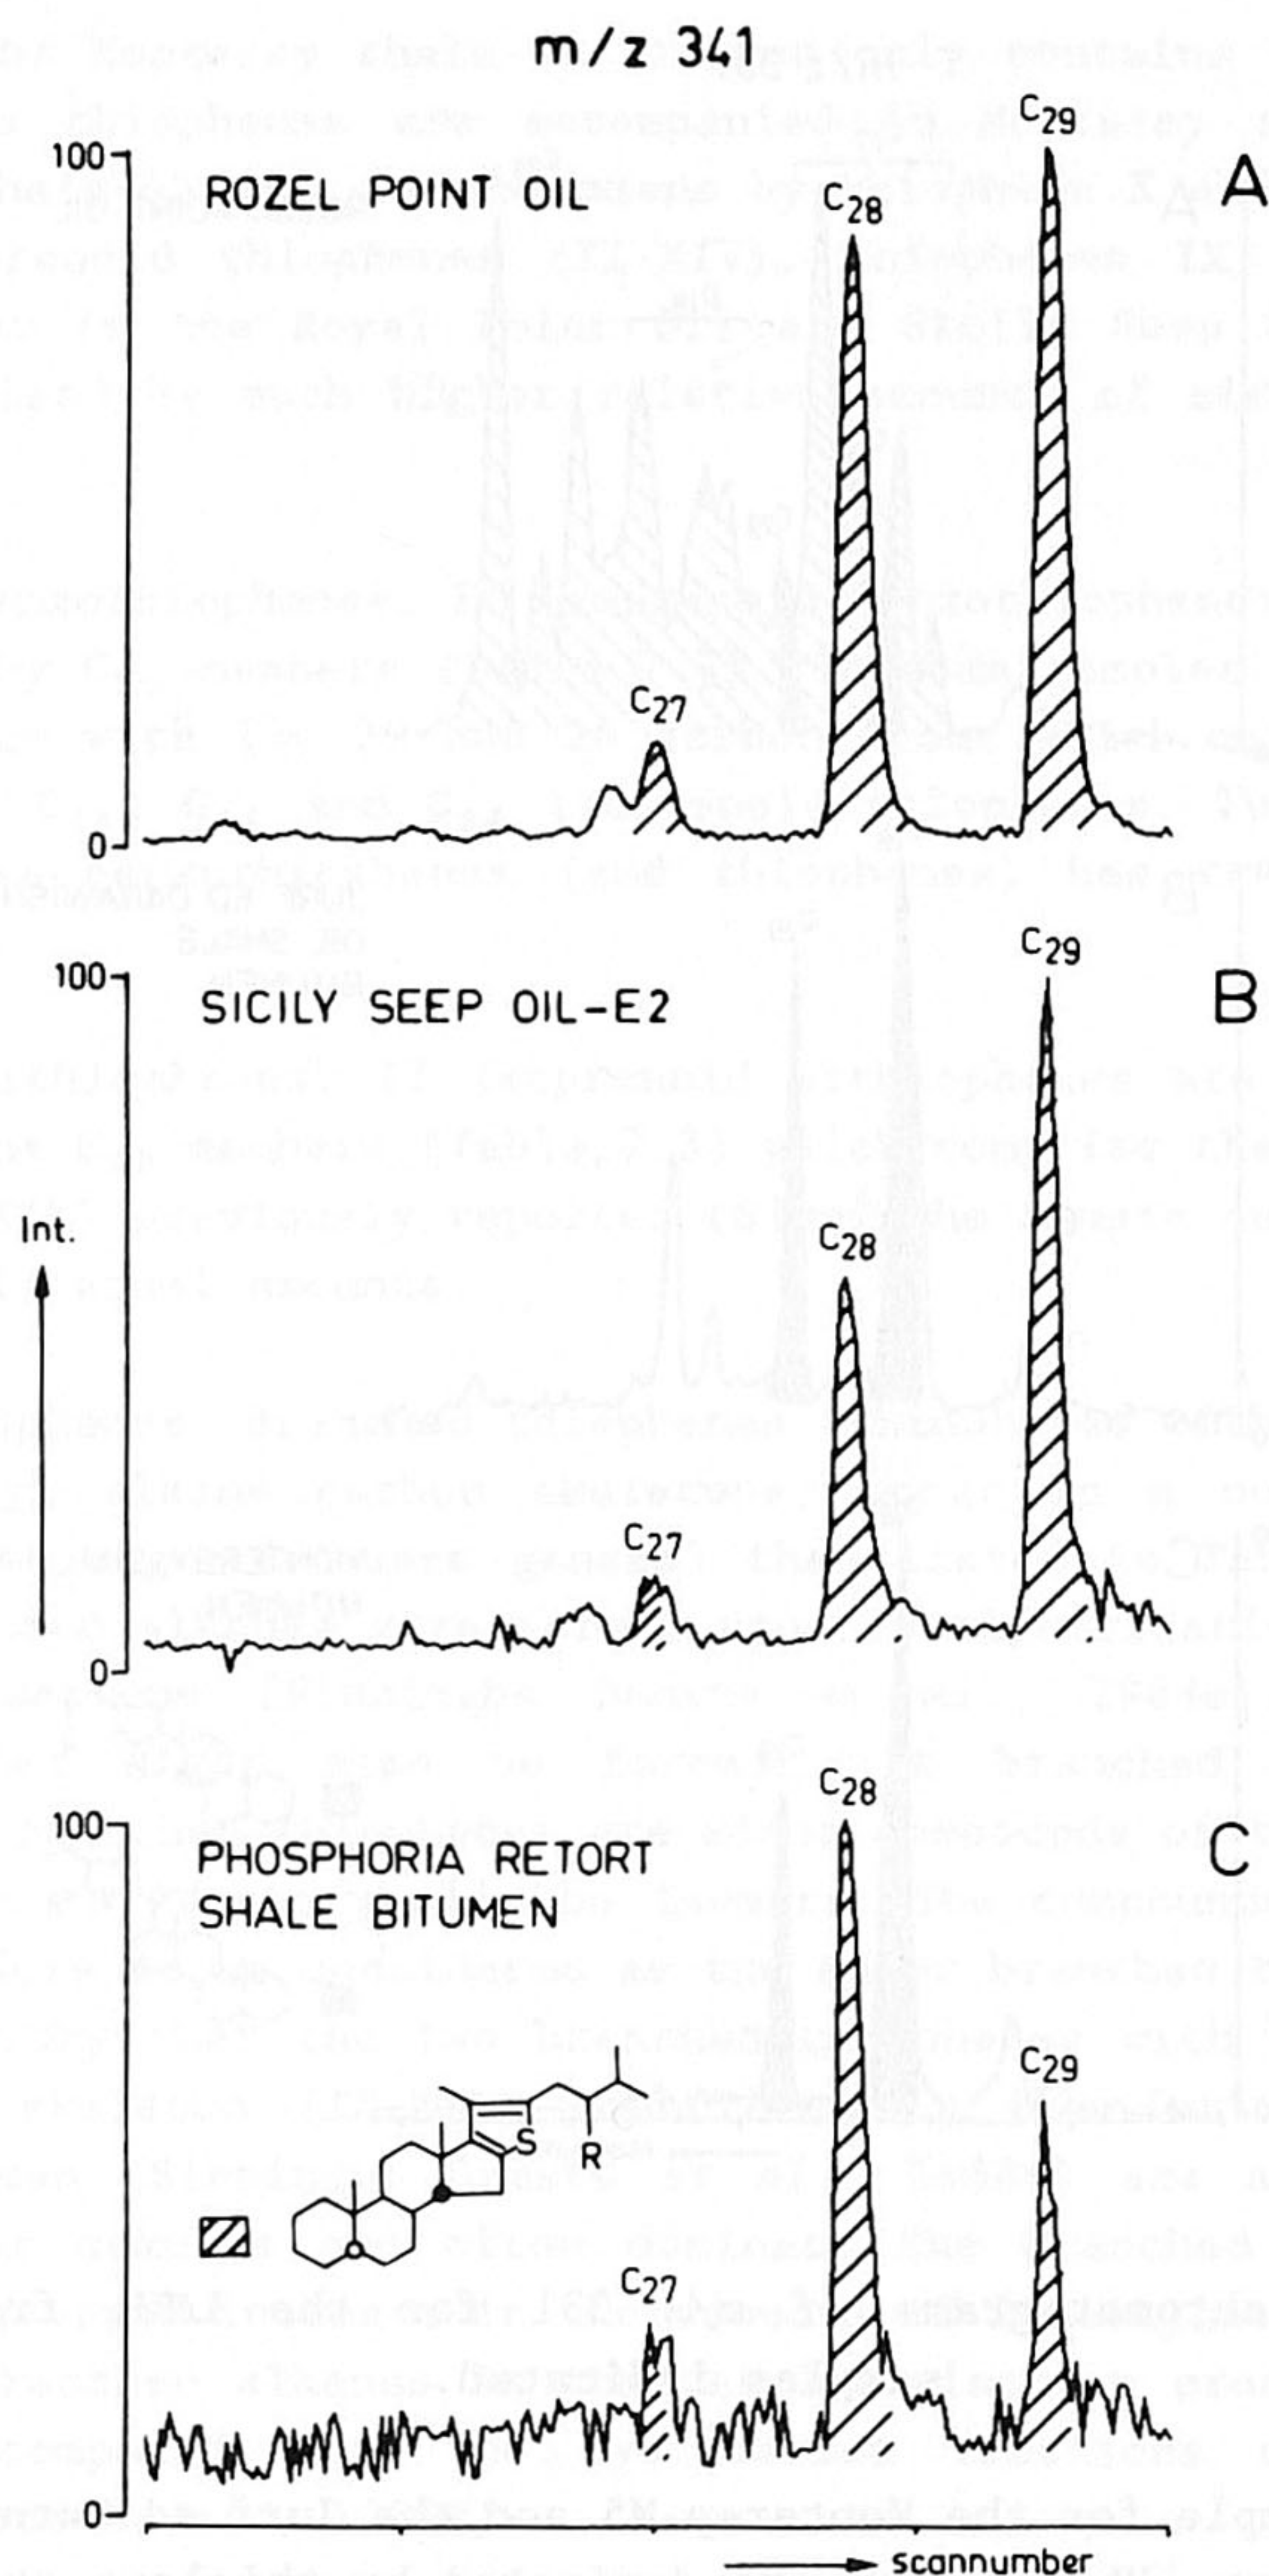 m/z 341
C29
100
ROZEL POINT OIL
C28
A
C27
0
C29
100
SICILY SEEP OIL-E2
B
Int.
C28
C27
0
C28
100
PHOSPHORIA RETORT
SHALE BITUMEN
C
C29
S
R
C27
0
scannumber